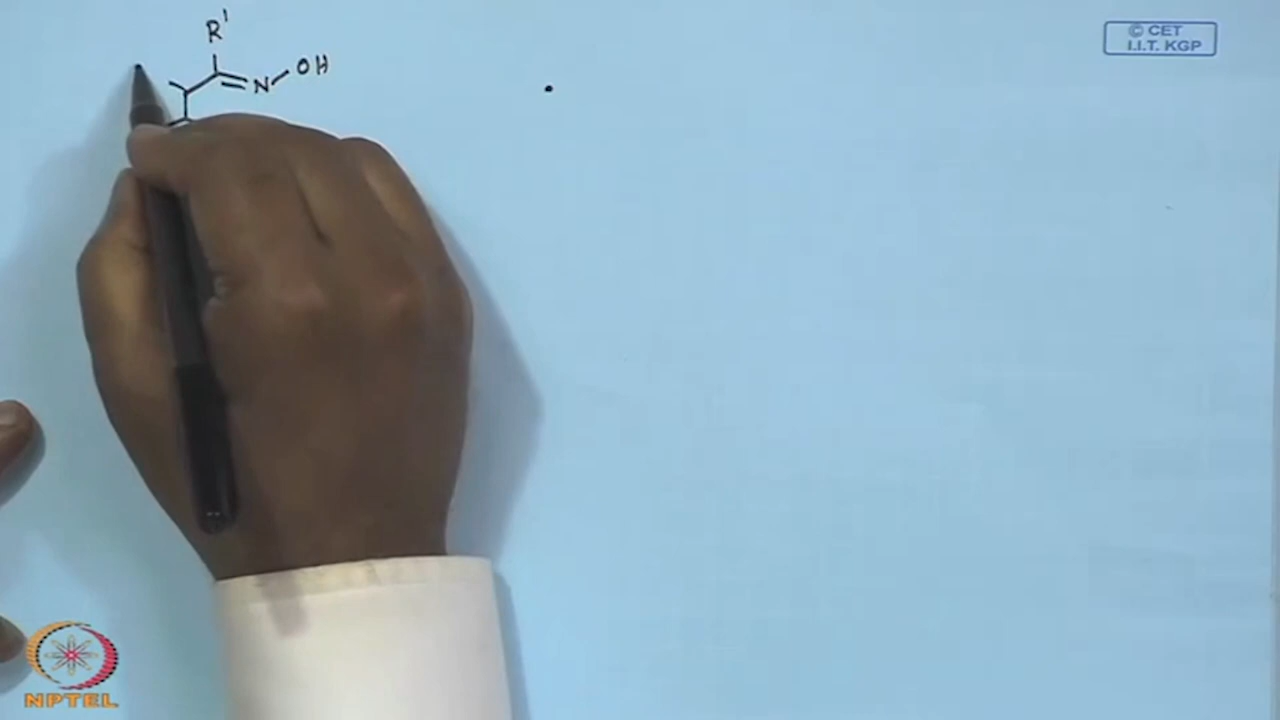 R'
N OH
© CET
I.I.T. KGP
NPTEL